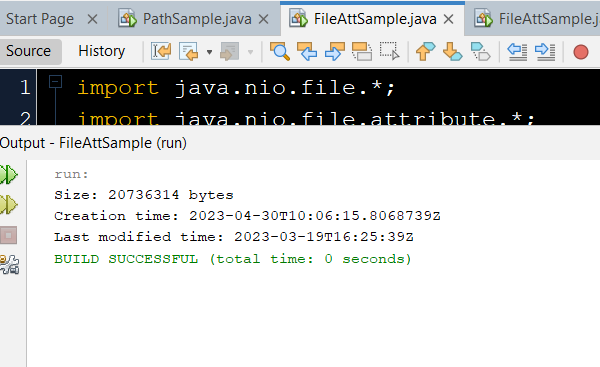 Start Page PathSample.java FileAttSample.java FileAttSample.j
Source History
1 import java.nio.file.*;
2 import java.nio.file.attribute.*;
Output - FileAttSample (run)
run:
Size: 20736314 bytes
Creation time: 2023-04-30T10:06:15.8068739Z
Last modified time: 2023-03-19T16:25:39Z
BUILD SUCCESSFUL (total time: 0 seconds)